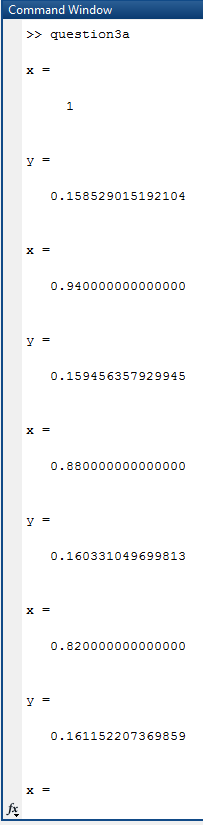 Command Window
>> question3a
x =
1
y =
0.158529015192104
x =
0.940000000000000
y =
0.159456357929945
x =
0.880000000000000
y =
0.160331049699813
x =
0.820000000000000
y =
0.161152207369859
x =
fx